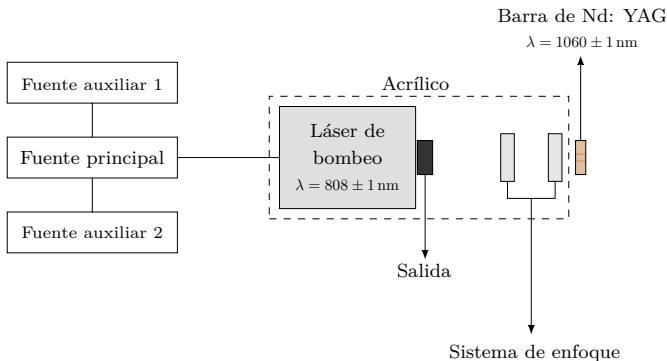 Barra de Nd: YAG
λ = 1060 ± 1 nm
Acrílico
Fuente auxiliar 1
Fuente principal
Fuente auxiliar 2
Láser de
bombeo
λ = 808 ± 1 nm
Salida
Sistema de enfoque